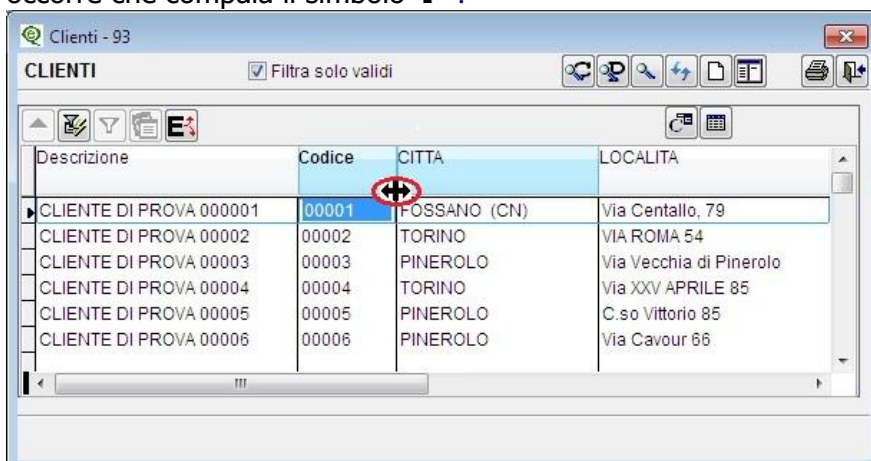 occorre che compaia il simbolo
Clienti - 93
CLIENTI Filtra solo validi
Descrizione Codice CITTA LOCALITA
CLIENTE DI PROVA 000001 00001 FOSSANO (CN) Via Centallo, 79
CLIENTE DI PROVA 00002 00002 TORINO VIA ROMA 54
CLIENTE DI PROVA 00003 00003 PINEROLO Via Vecchia di Pinerolo
CLIENTE DI PROVA 00004 00004 TORINO Via XXV APRILE 85
CLIENTE DI PROVA 00005 00005 PINEROLO C.so Vittorio 85
CLIENTE DI PROVA 00006 00006 PINEROLO Via Cavour 66